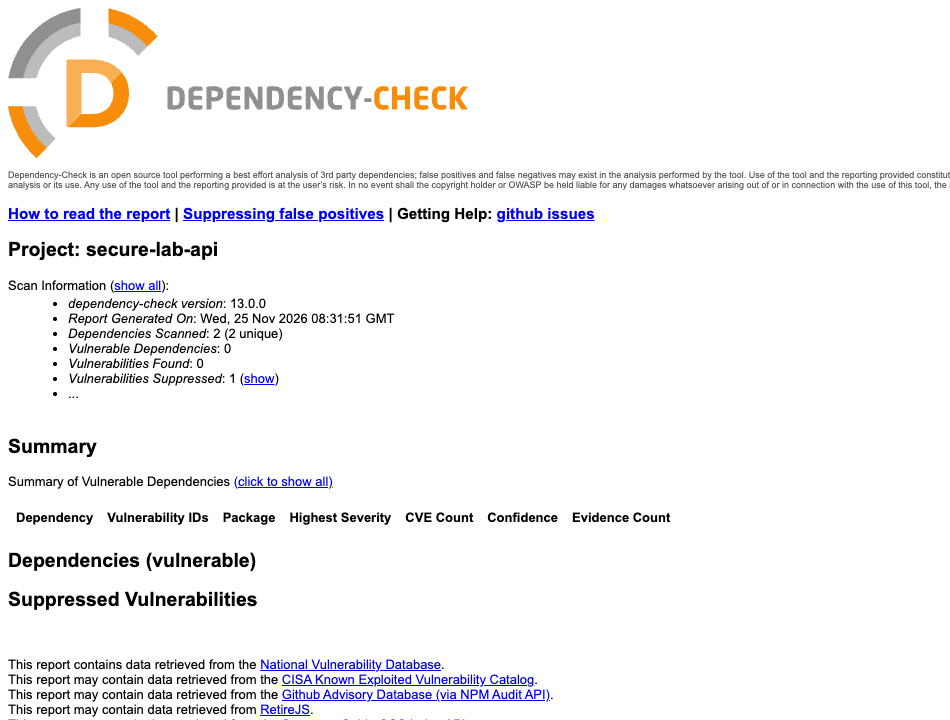 DEPENDENCY-CHECK
Dependency-Check is an open source tool performing a best effort analysis of 3rd party dependencies; false positives and false negatives may exist in the analysis performed by the tool. Use of the tool and the reporting provided
analysis or its use. Any use of the tool and the reporting provided is at the user's risk. In no event shall the copyright holder or OWASP be held liable for any damages whatsoever arising out of or in connection with the use of this tool, the
How to read the report | Suppressing false positives | Getting Help: github issues
Project: secure-lab-api
Scan Information (show all):
• dependency-check version: 13.0.0
• Report Generated On: Wed, 25 Nov 2026 08:31:51 GMT
• Dependencies Scanned: 2 (2 unique)
• Vulnerable Dependencies: 0
• Vulnerabilities Found: 0
• Vulnerabilities Suppressed: 1 (show)
• ...
Summary
Summary of Vulnerable Dependencies (click to show all)
Dependency Vulnerability IDs Package Highest Severity CVE Count Confidence Evidence Count
Dependencies (vulnerable)
Suppressed Vulnerabilities
This report contains data retrieved from the National Vulnerability Database.
This report may contain data retrieved from the CISA Known Exploited Vulnerability Catalog.
This report may contain data retrieved from the Github Advisory Database (via NPM Audit API).
This report may contain data retrieved from RetireJS.